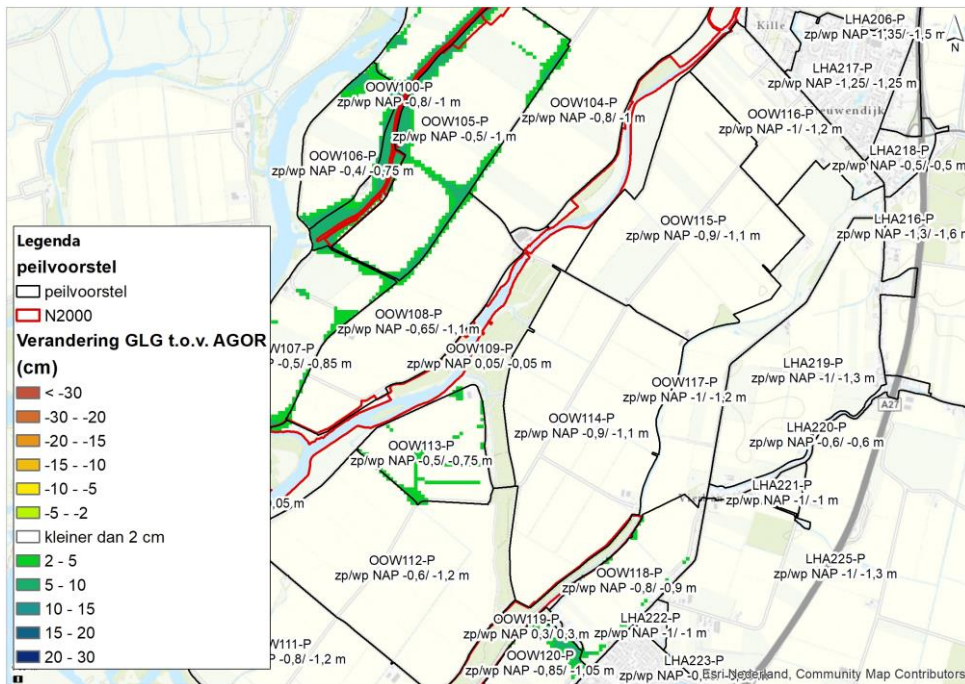 Kille
LHA206-P
zp/wp NAP -1,35/ -1,5 m
N
LHA217-P
zp/wp NAP -1,25/ -1,25 m
OOW100-P
zp/wp NAP -0,8/ -1 m
OOW104-P
zp/wp NAP -0,8/ -1 m
OOW116-P
zp/wp NAP -1/ -1,2 m
uwendijk
OOW105-P
zp/wp NAP -0,5/ -1 m
LHA218-P
zp/wp NAP -0,5/ -0,5 m
OOW106-P
zp/wp NAP -0,4/ -0,75 m
OOW115-P
zp/wp NAP -0,9/ -1,1 m
LHA216-P
zp/wp NAP -1,3/ -1,6 m
Legenda
peilvoorstel
peilvoorstel
N2000
Verandering GLG t.o.v. AGOR
(cm)
< -30
-30 - -20
-20 - -15
-15 - -10
-10 - -5
-5 - -2
kleiner dan 2 cm
2 - 5
5 - 10
10 - 15
15 - 20
20 - 30
OOW108-P
zp/wp NAP -0,65/ -1,1 m
W107-P
NAP -0,5/ -0,85 m
OOW109-P
zp/wp NAP 0,05/ -0,05 m
OOW117-P
zp/wp NAP -1/ -1,2 m
LHA219-P
zp/wp NAP -1/ -1,3 m
A27
OOW114-P
zp/wp NAP -0,9/ -1,1 m
LHA220-P
zp/wp NAP -0,6/ -0,6 m
OOW113-P
zp/wp NAP -0,5/ -0,75 m
LHA221-P
zp/wp NAP -1/ -1 m
0,05 m
OOW112-P
zp/wp NAP -0,6/ -1,2 m
OOW118-P
zp/wp NAP -0,8/ -0,9 m
LHA225-P
zp/wp NAP -1/ -1,3 m
OOW119-P
zp/wp NAP 0,3/ 0,3 m
LHA222-P
zp/wp NAP -1/ -1 m
W111-P
-0,8/ -1,2 m
OOW120-P
zp/wp NAP -0,85/ -1,05 m
LHA223-P
zp/wp NAP
Esri Nederland, Community Map Contributors